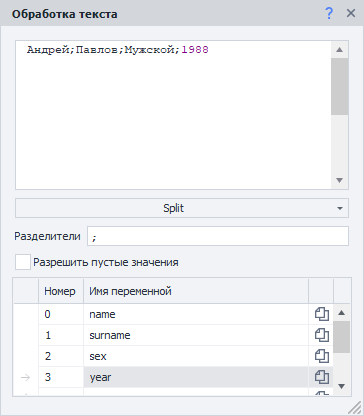 Обработка текста ? ×
Андрей;Павлов;Мужской;1988
Split
Разделители ;
Разрешить пустые значения
Номер Имя переменной
0 name
1 surname
2 sex
3 year